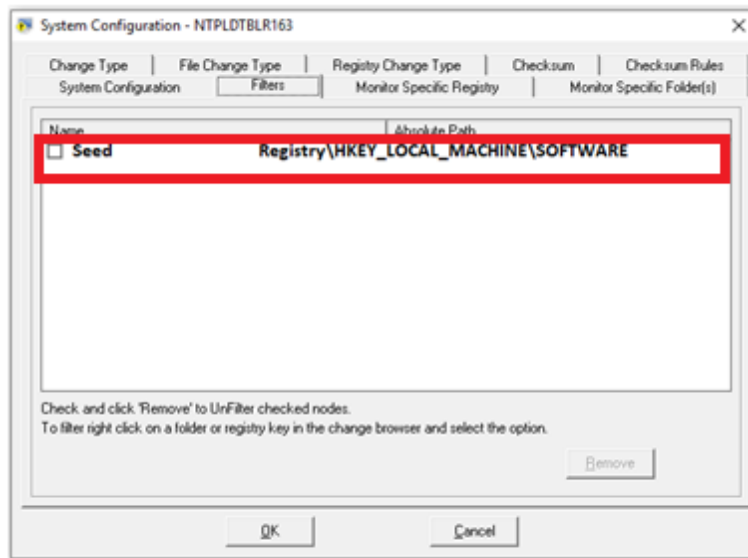 System Configuration - NTPLDTBLR163
Change Type File Change Type Registry Change Type Checksum Checksum Rules
System Configuration Filters Monitor Specific Registry Monitor Specific Folder(s)
Name Absolute Path
Seed Registry\HKEY_LOCAL_MACHINE\SOFTWARE
Check and click 'Remove' to UnFilter checked nodes.
To filter right click on a folder or registry key in the change browser and select the option.
Remove
OK Cancel